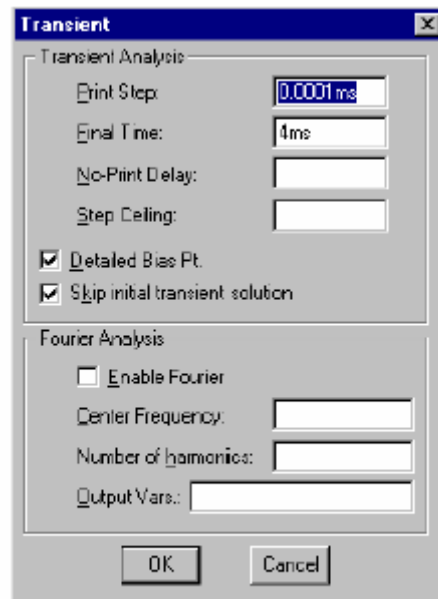 Transient
Transient Analysis
Print Step: 0.0001ms
Final Time: 4ms
No-Print Delay:
Step Ceiling:
Detailed Bias Pt.
Skip initial transient solution
Fourier Analysis
Enable Fourier
Center Frequency:
Number of harmonics:
Output Vars.:
OK Cancel